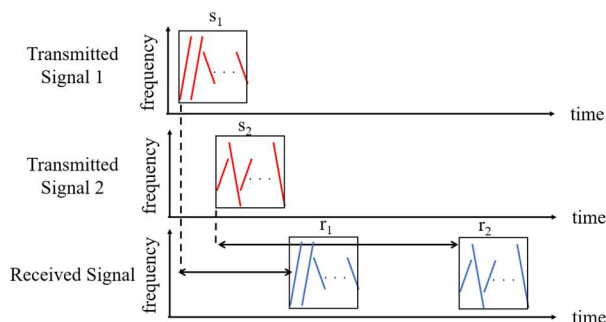 s1
Transmitted
Signal 1
frequency
. . .
time
s2
Transmitted
Signal 2
frequency
. . .
time
r1
r2
Received Signal
frequency
. . .
. . .
time